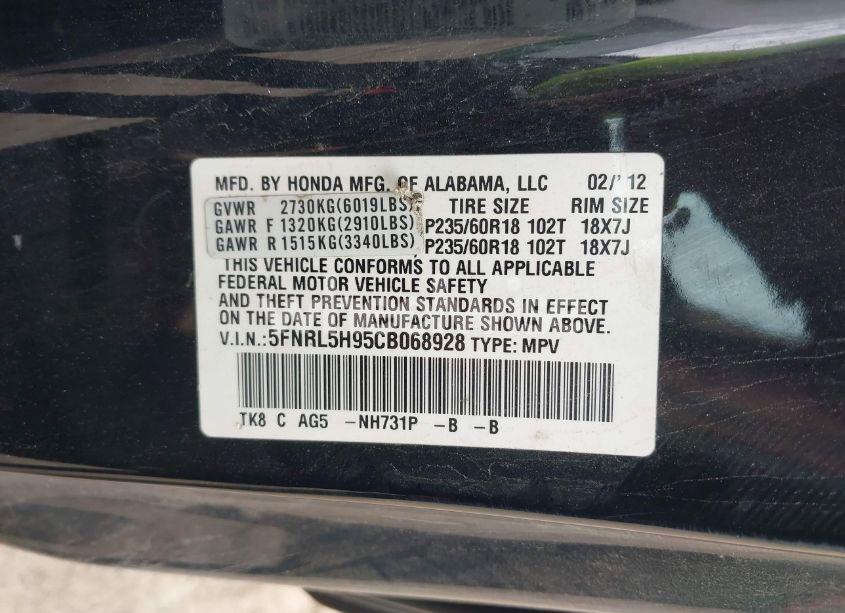 MFD. BY HONDA MFG. OF ALABAMA, LLC 02/'12
GVWR 2730KG(6019LBS) TIRE SIZE RIM SIZE
GAWR F 1320KG(2910LBS) P235/60R18 102T 18X7J
GAWR R 1515KG(3340LBS) P235/60R18 102T 18X7J
THIS VEHICLE CONFORMS TO ALL APPLICABLE
FEDERAL MOTOR VEHICLE SAFETY
AND THEFT PREVENTION STANDARDS IN EFFECT
ON THE DATE OF MANUFACTURE SHOWN ABOVE.
V.I.N.:5FNRL5H95CB068928 TYPE: MPV
TK8 C AG5 -NH731P -B -B